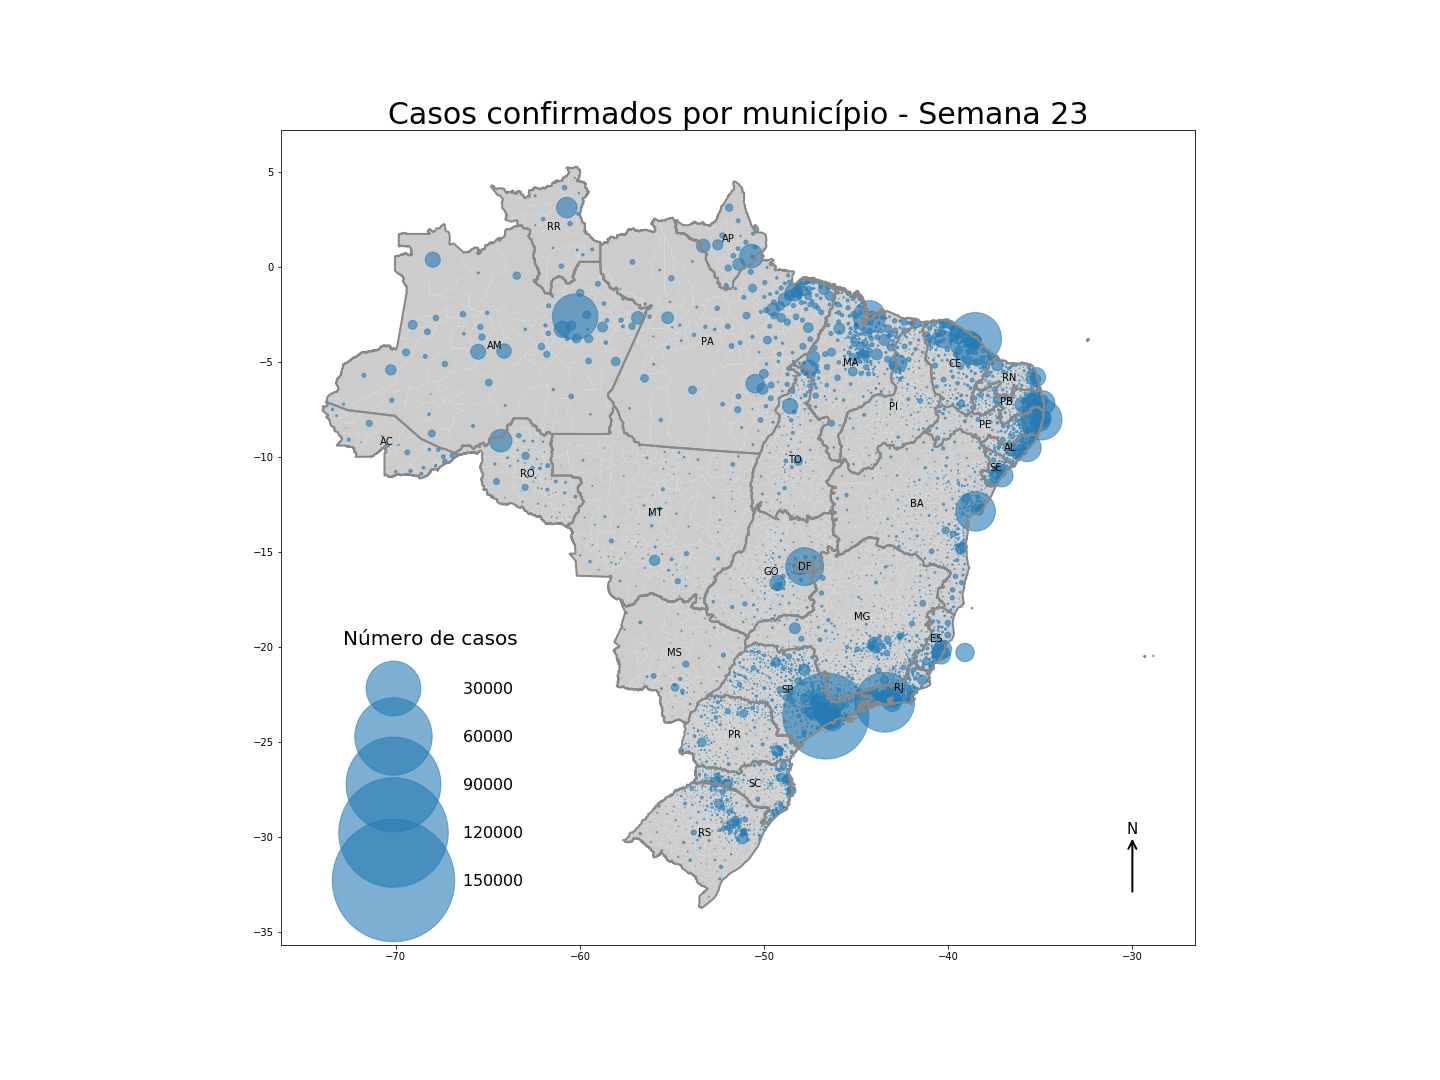 Casos confirmados por município - Semana 23
5
0
−5
−10
−15
−20
−25
−30
−35
−70
−60
−50
−40
−30
RR
AP
AM
PA
MA
CE
RN
PB
PE
PI
AL
SE
AC
RO
TO
BA
MT
GO
DF
MG
ES
MS
SP
RJ
PR
SC
RS
Número de casos
30000
60000
90000
120000
150000
N